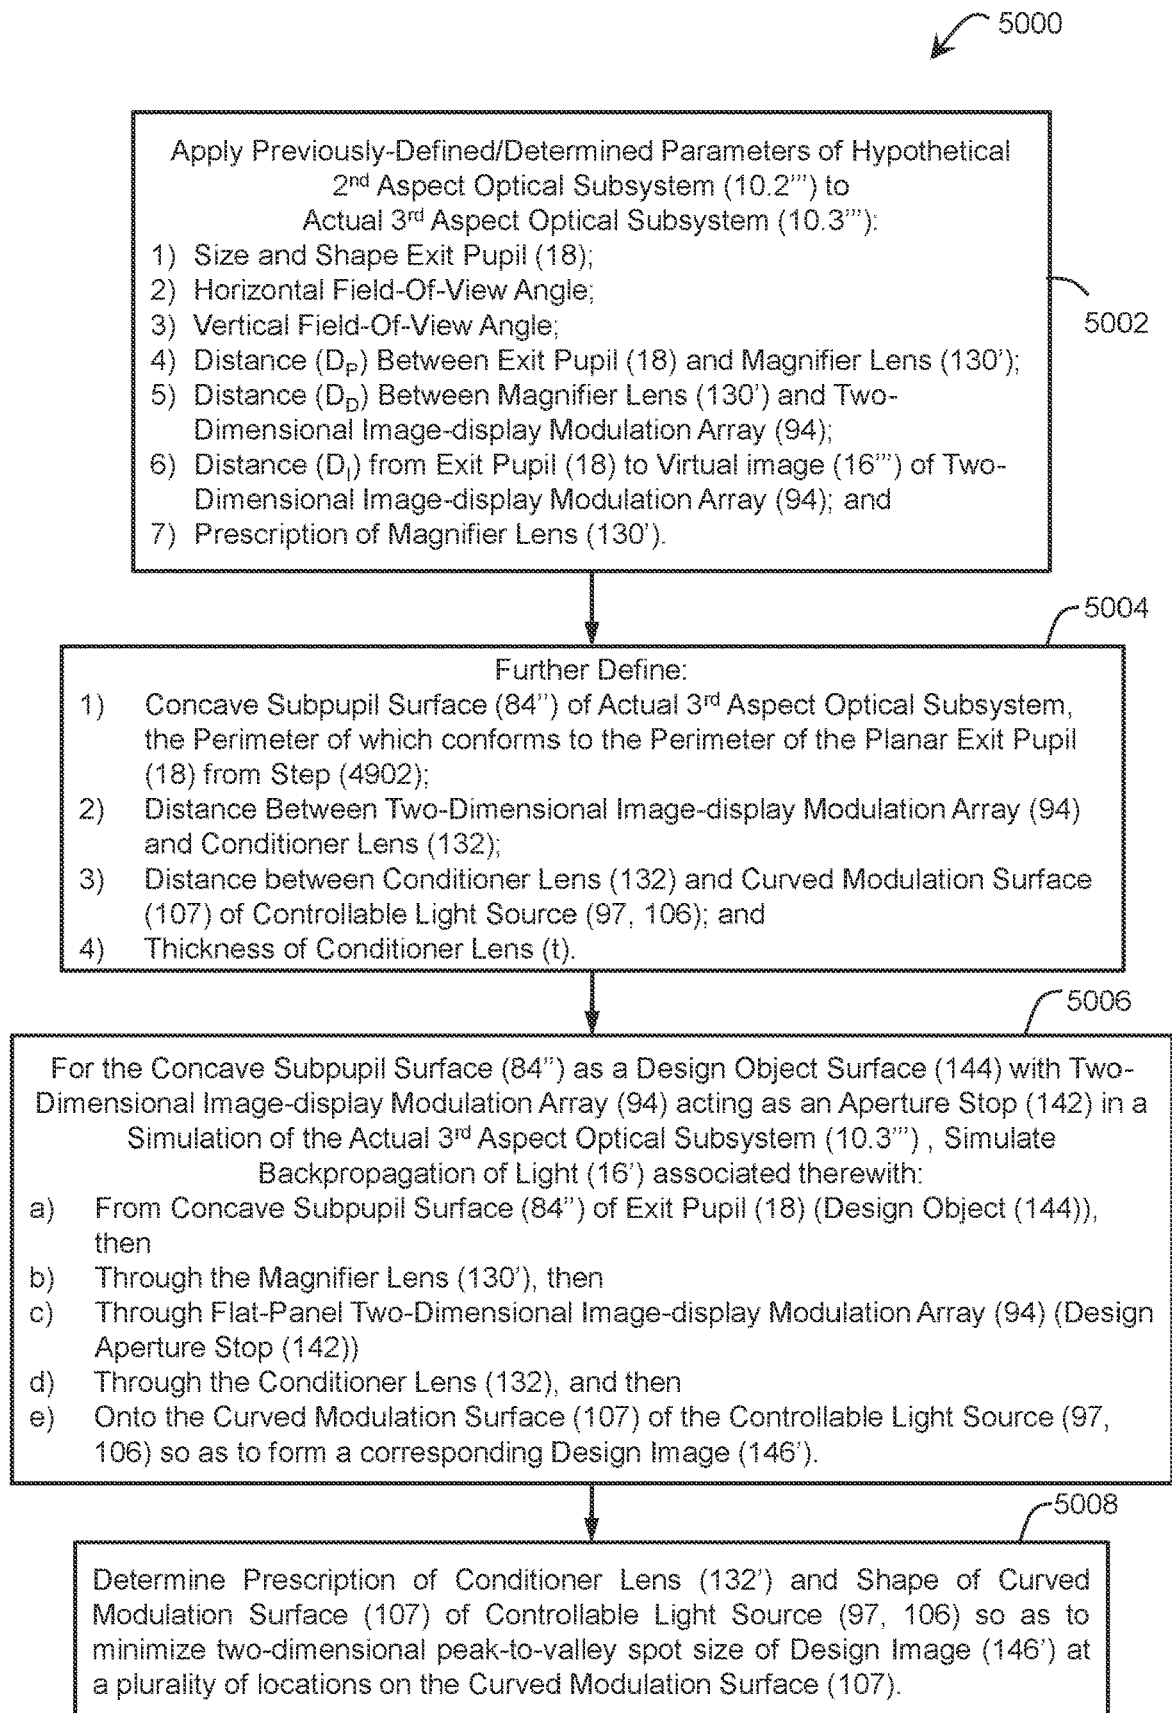 5000
Apply Previously-Defined/Determined Parameters of Hypothetical
2nd Aspect Optical Subsystem (10.2''') to
Actual 3rd Aspect Optical Subsystem (10.3'''):
1) Size and Shape Exit Pupil (18);
2) Horizontal Field-Of-View Angle;
3) Vertical Field-Of-View Angle;
4) Distance (DP) Between Exit Pupil (18) and Magnifier Lens (130');
5) Distance (DD) Between Magnifier Lens (130') and Two-
Dimensional Image-display Modulation Array (94);
6) Distance (DI) from Exit Pupil (18) to Virtual image (16''') of Two-
Dimensional Image-display Modulation Array (94); and
7) Prescription of Magnifier Lens (130').
5002
5004
Further Define:
1) Concave Subpupil Surface (84'') of Actual 3rd Aspect Optical Subsystem,
the Perimeter of which conforms to the Perimeter of the Planar Exit Pupil
(18) from Step (4902);
2) Distance Between Two-Dimensional Image-display Modulation Array (94)
and Conditioner Lens (132);
3) Distance between Conditioner Lens (132) and Curved Modulation Surface
(107) of Controllable Light Source (97, 106); and
4) Thickness of Conditioner Lens (t).
5006
For the Concave Subpupil Surface (84'') as a Design Object Surface (144) with Two-
Dimensional Image-display Modulation Array (94) acting as an Aperture Stop (142) in a
Simulation of the Actual 3rd Aspect Optical Subsystem (10.3''') , Simulate
Backpropagation of Light (16') associated therewith:
a) From Concave Subpupil Surface (84'') of Exit Pupil (18) (Design Object (144)),
then
b) Through the Magnifier Lens (130'), then
c) Through Flat-Panel Two-Dimensional Image-display Modulation Array (94) (Design
Aperture Stop (142))
d) Through the Conditioner Lens (132), and then
e) Onto the Curved Modulation Surface (107) of the Controllable Light Source (97,
106) so as to form a corresponding Design Image (146').
5008
Determine Prescription of Conditioner Lens (132') and Shape of Curved
Modulation Surface (107) of Controllable Light Source (97, 106) so as to
minimize two-dimensional peak-to-valley spot size of Design Image (146') at
a plurality of locations on the Curved Modulation Surface (107).